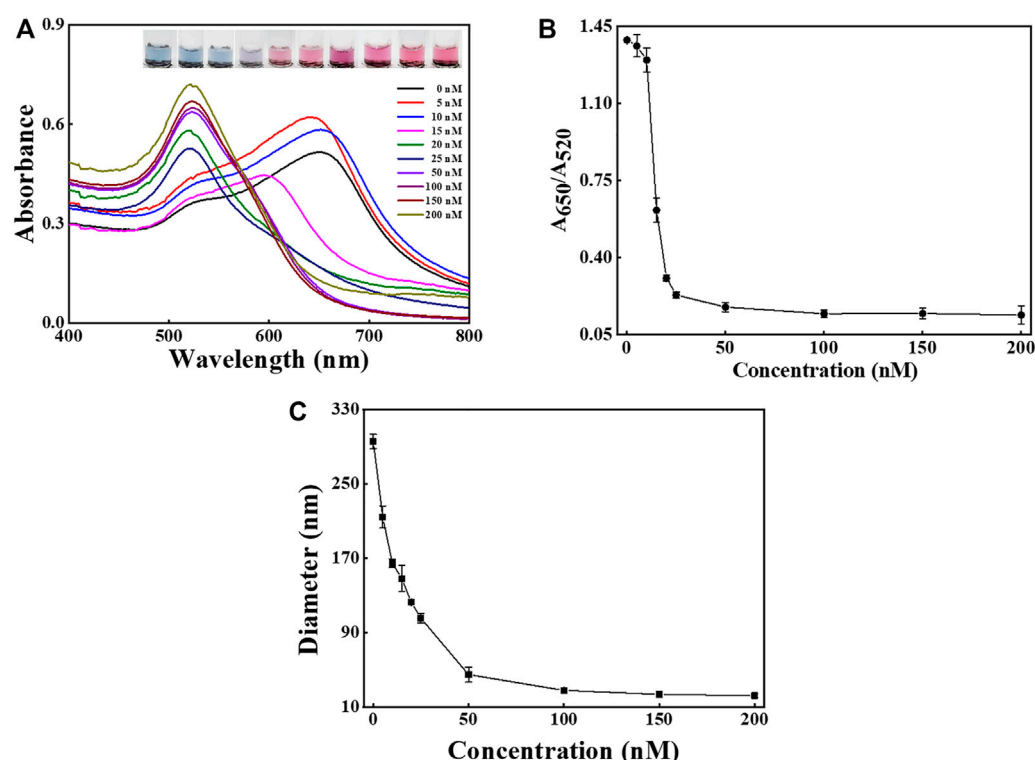 A
0.9
0.6
0.3
0.0
Absorbance
0 nM
5 nM
10 nM
15 nM
20 nM
25 nM
50 nM
100 nM
150 nM
200 nM
400 500 600 700 800
Wavelength (nm)
B
1.45
1.10
0.75
0.40
0.05
A650/A520
0 50 100 150 200
Concentration (nM)
C
330
250
170
90
10
Diameter (nm)
0 50 100 150 200
Concentration (nM)